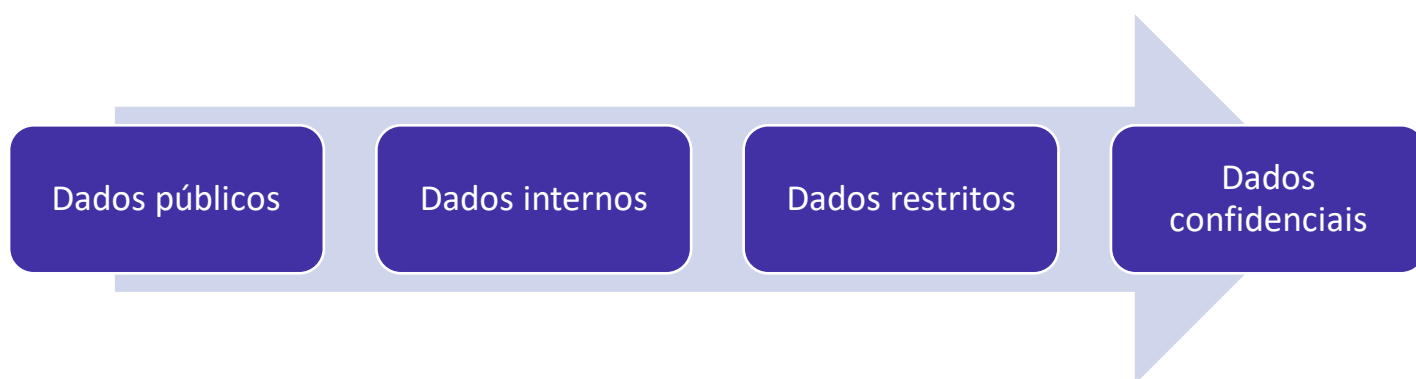 Dados públicos
Dados internos
Dados restritos
Dados
confidenciais